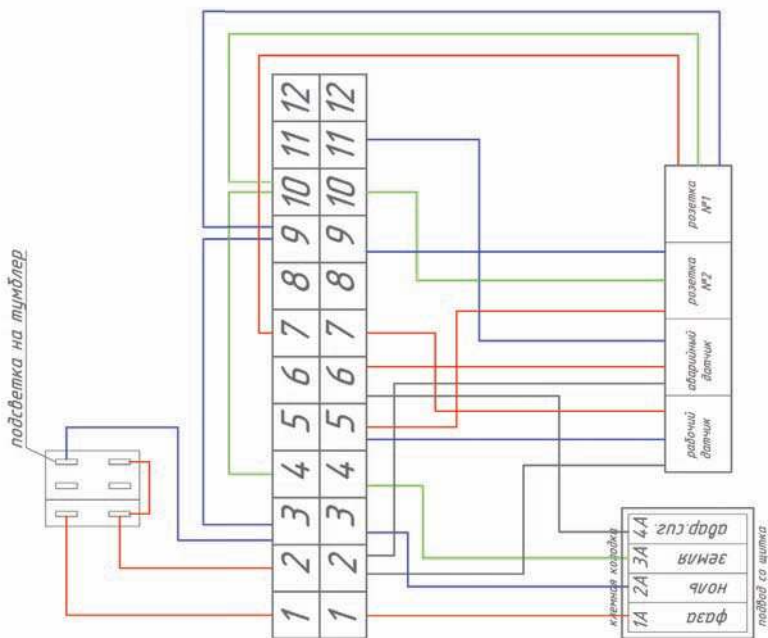 подсветка на тумблер
1 2 3 4 5 6 7 8 9 10 11 12
1 2 3 4 5 6 7 8 9 10 11 12
розетка
№1
розетка
№2
аварийный
датчик
рабочий
датчик
клемная колодка
4А авар.сиг.
3А земля
2А ноль
1А фаза
подвод со щитка